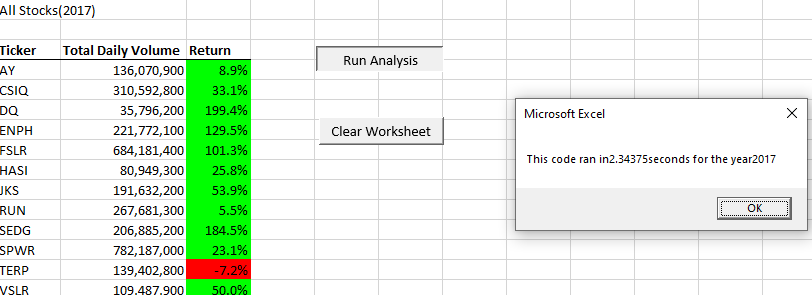 All Stocks(2017)
Ticker Total Daily Volume Return
AY 136,070,900 8.9%
CSIQ 310,592,800 33.1%
DQ 35,796,200 199.4%
ENPH 221,772,100 129.5%
FSLR 684,181,400 101.3%
HASI 80,949,300 25.8%
JKS 191,632,200 53.9%
RUN 267,681,300 5.5%
SEDG 206,885,200 184.5%
SPWR 782,187,000 23.1%
TERP 139,402,800 -7.2%
VSLR 109,487,900 50.0%
Run Analysis
Clear Worksheet
Microsoft Excel
This code ran in2.34375seconds for the year2017
OK